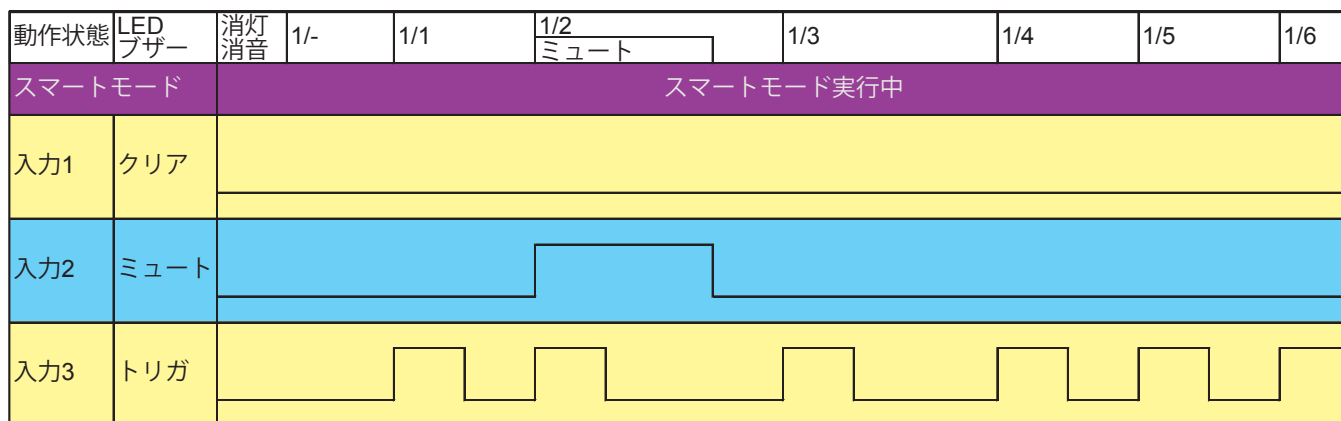 動作状態 LED ブザー 消灯 消音 1/- 1/1 1/2 ミュート 1/3 1/4 1/5 1/6
スマートモード スマートモード実行中
入力1 クリア
入力2 ミュート
入力3 トリガ